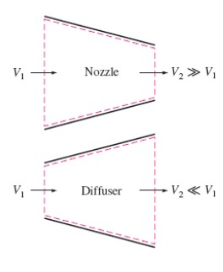 V₁ Nozzle V₂ ≫ V₁
V₁ Diffuser V₂ ≪ V₁